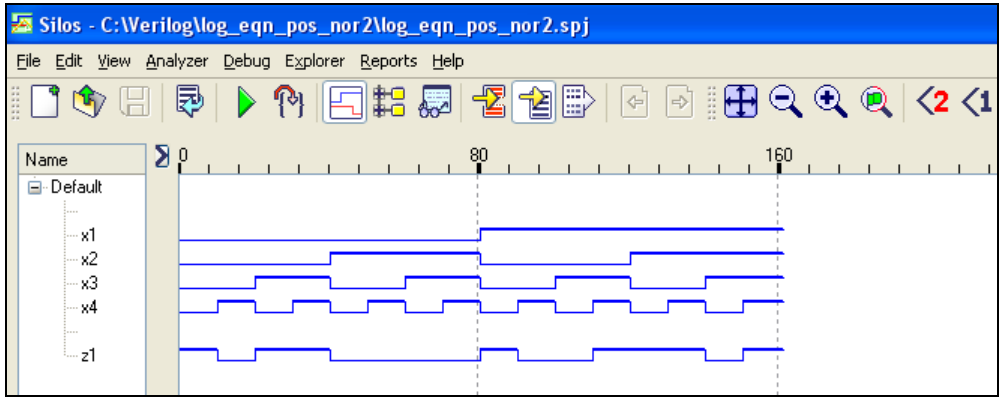 Silos - C:\Verilog\log_eqn_pos_nor2\log_eqn_pos_nor2.spj
File Edit View Analyzer Debug Explorer Reports Help
2 1
Name 0 80 160
Default
x1
x2
x3
x4
z1